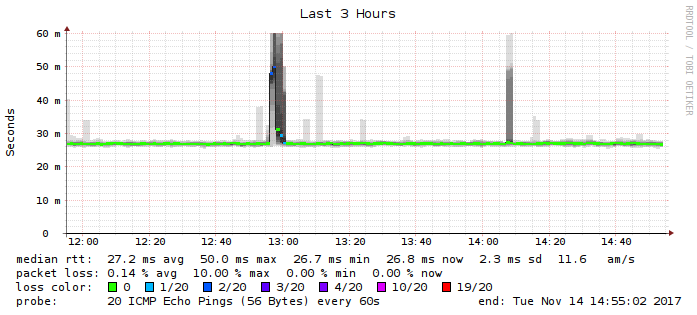 Last 3 Hours
RRDTOOL / TOBI OETIKER
Seconds
60 m
50 m
40 m
30 m
20 m
10 m
0
12:00 12:20 12:40 13:00 13:20 13:40 14:00 14:20 14:40
median rtt: 27.2 ms avg 50.0 ms max 26.7 ms min 26.8 ms now 2.3 ms sd 11.6 am/s
packet loss: 0.14 % avg 10.00 % max 0.00 % min 0.00 % now
loss color: 0 1/20 2/20 3/20 4/20 10/20 19/20
probe: 20 ICMP Echo Pings (56 Bytes) every 60s end: Tue Nov 14 14:55:02 2017